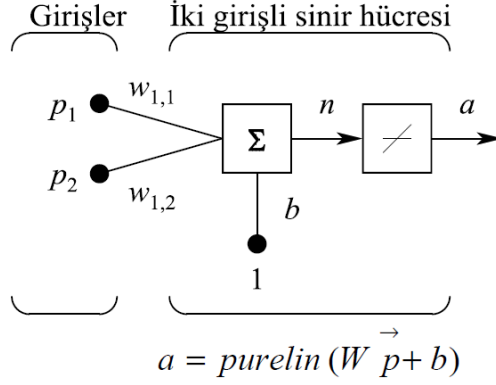 Girişler İki girişli sinir hücresi
w1,1 n a
p1
Σ
p2
w1,2 b
1
a = purelin (W p→ + b)